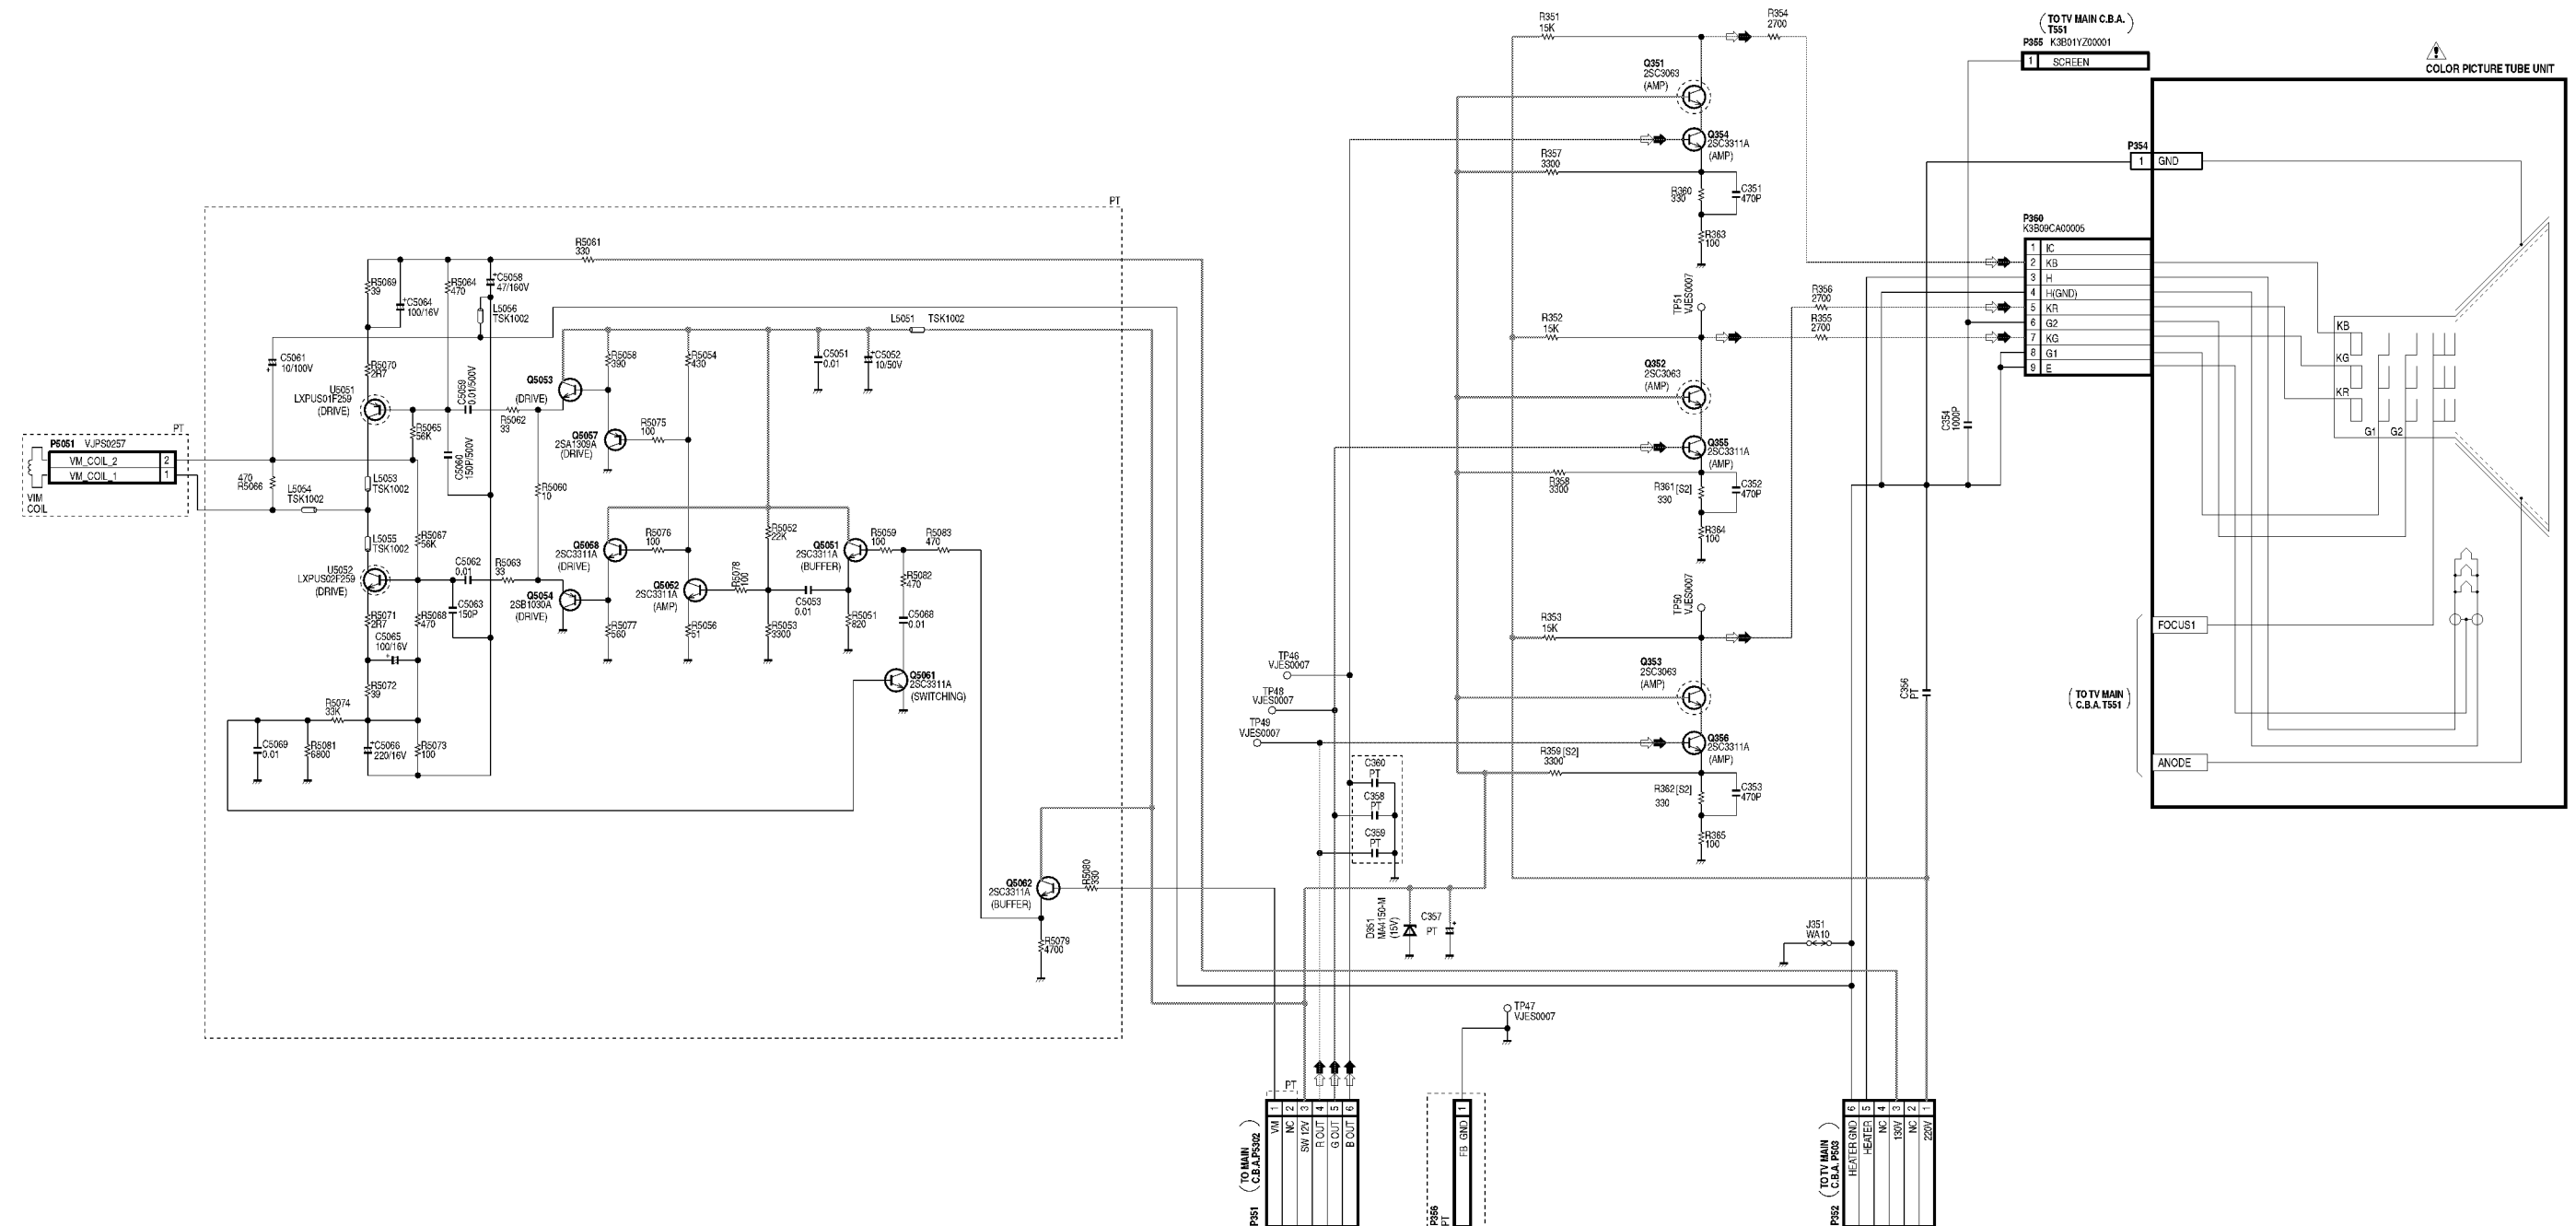 PT
P5051 VJPS0257
PT
VM_COIL_2
2
VM_COIL_1
1
VIM
COIL
470
R5066
L5054
TSK1002
R5069
39
+C5064
100/16V
R5064
470
+C5058
47/160V
L5056
TSK1002
R5061
330
C5061
10/100V
R5070
2R7
U5051
LXPUS01F259
(DRIVE)
C5059
0.01/500V
R5062
33
R5065
56K
C5060
150P/500V
L5053
TSK1002
L5055
TSK1002
R5067
56K
U5052
LXPUS02F259
(DRIVE)
C5062
0.01
R5063
33
C5063
150P
R5071
2R7
R5068
470
C5065
100/16V
R5072
39
R5074
33K
C5069
0.01
R5081
6800
+C5066
220/16V
R5073
100
Q5053
(DRIVE)
R5058
390
R5054
430
L5051 TSK1002
C5051
0.01
+C5052
10/50V
Q5057
2SA1309A
(DRIVE)
R5075
100
R5060
10
Q5058
2SC3311A
(DRIVE)
R5076
100
Q5054
2SB1030A
(DRIVE)
R5077
560
Q5052
2SC3311A
(AMP)
R5056
51
R5078
100
R5052
22K
R5053
3300
C5053
0.01
Q5051
2SC3311A
(BUFFER)
R5051
820
R5059
100
R5083
470
R5082
470
C5068
0.01
Q5061
2SC3311A
(SWITCHING)
Q5062
2SC3311A
(BUFFER)
R5080
330
R5079
4700
R351
15K
R354
2700
Q351
2SC3063
(AMP)
Q354
2SC3311A
(AMP)
R357
3300
R360
330
C351
470P
R363
100
TP51
VJES0007
R352
15K
R356
2700
R355
2700
Q352
2SC3063
(AMP)
Q355
2SC3311A
(AMP)
R358
3300
R361 [S2]
330
C352
470P
R364
100
TP50
VJES0007
R353
15K
Q353
2SC3063
(AMP)
Q356
2SC3311A
(AMP)
R359 [S2]
3300
R362 [S2]
330
C353
470P
R365
100
TP46
VJES0007
TP48
VJES0007
TP49
VJES0007
C360
PT
C358
PT
C359
PT
D351
MA4150-M
(15V)
C357
PT
TP47
VJES0007
J351
WA10
C356
PT
C354
1000P
(TO TV MAIN C.B.A.
T551)
P355 K3B01YZ00001
1 SCREEN
COLOR PICTURE TUBE UNIT
P354
1 GND
P360
K3B09CA00005
1 IC
2 KB
3 H
4 H(GND)
5 KR
6 G2
7 KG
8 G1
9 E
KB
KG
KR
G1 G2
FOCUS1
ANODE
(TO TV MAIN
C.B.A. T551)
PT
1 VM
2 NC
3 SW 12V
4 R OUT
5 G OUT
6 B OUT
P351
(TO MAIN
C.B.A.P5302)
1 FB GND
P356
PT
6 HEATER GND
5 HEATER
4 NC
3 130V
2 NC
1 220V
P352
(TO TV MAIN
C.B.A. P503)